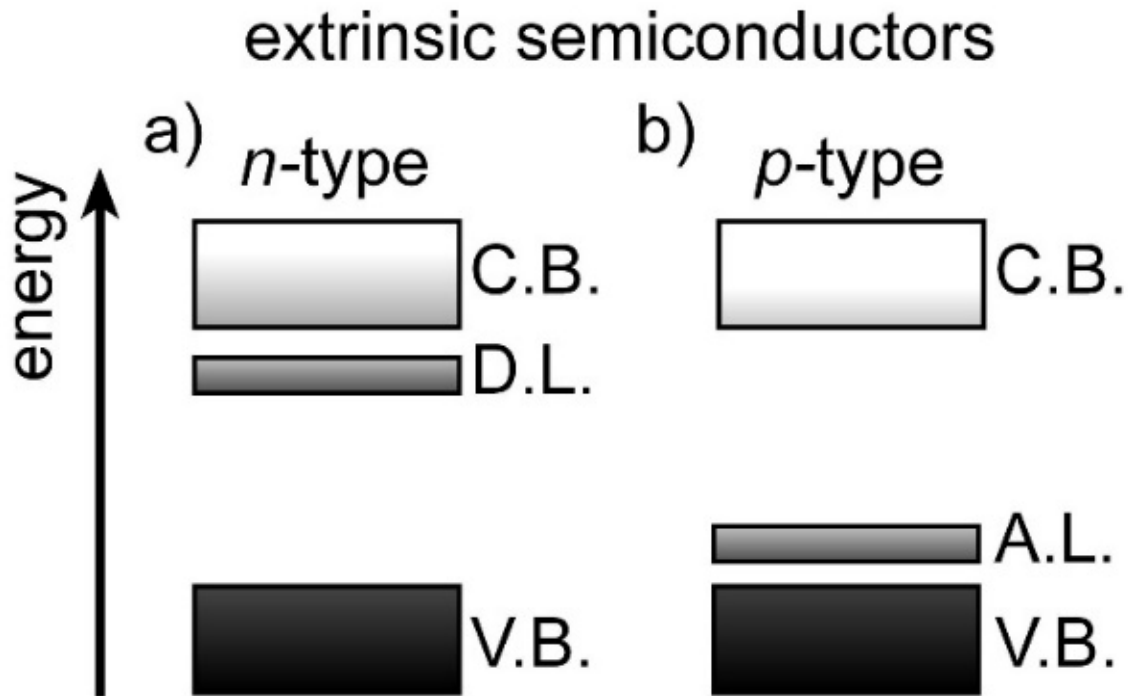 extrinsic semiconductors
a)
n-type
b)
p-type
energy
C.B.
C.B.
D.L.
A.L.
V.B.
V.B.